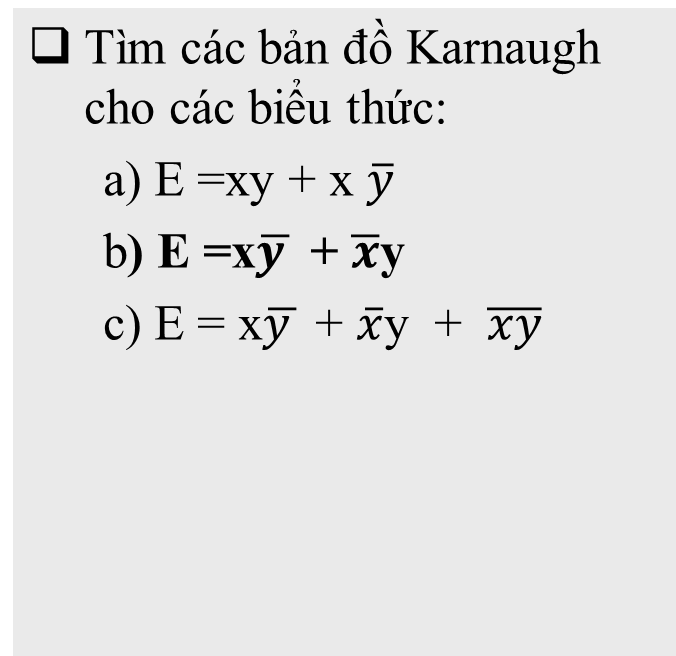 ❑ Tìm các bản đồ Karnaugh
cho các biểu thức:
a) E =xy + x y̅
b) E =xy̅ + x̅y
c) E = xy̅ + x̅y + x̅y̅